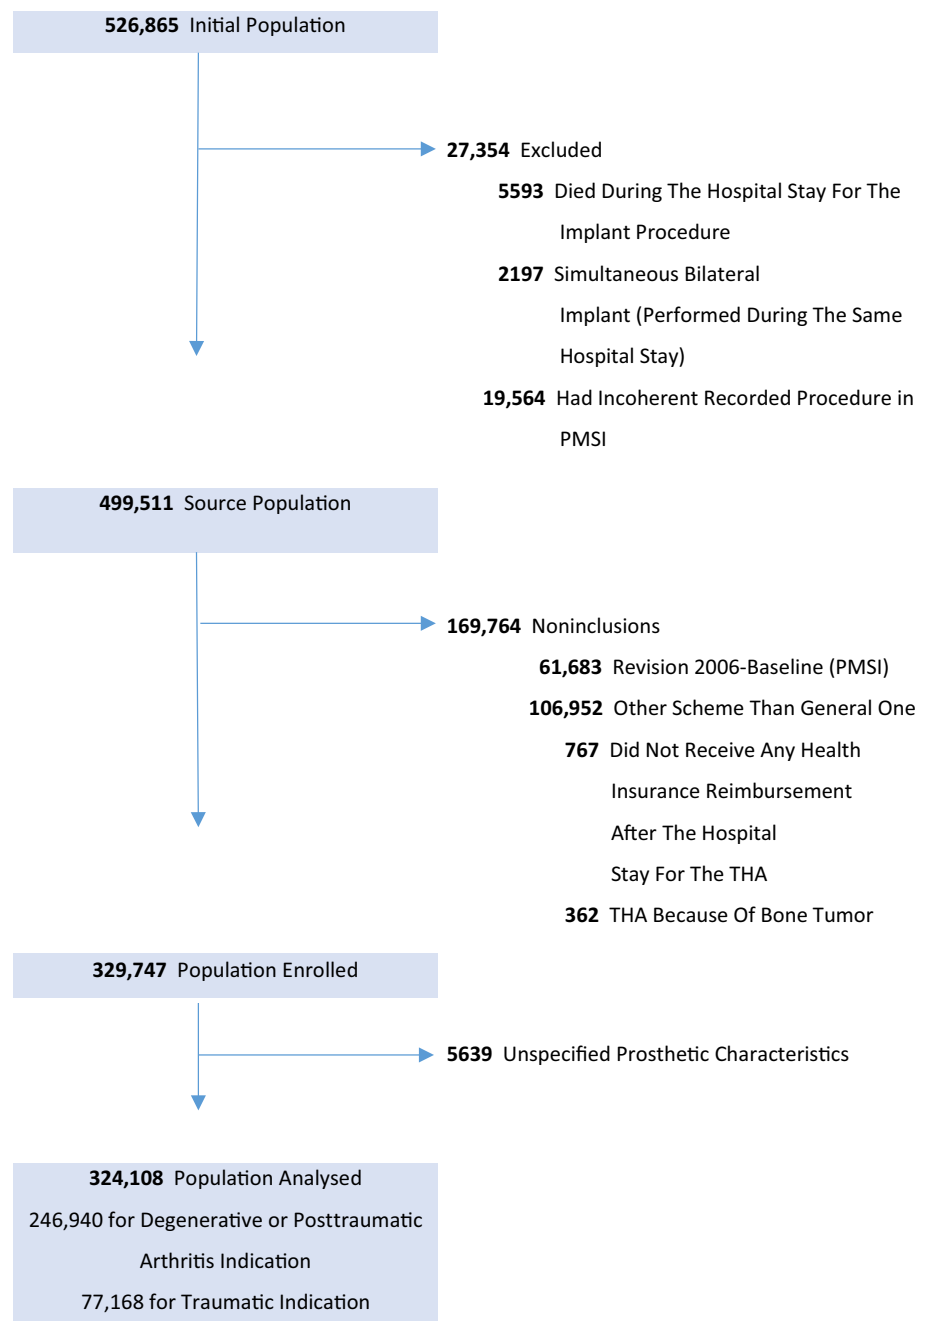 526,865 Initial Population
27,354 Excluded
5593 Died During The Hospital Stay For The
Implant Procedure
2197 Simultaneous Bilateral
Implant (Performed During The Same
Hospital Stay)
19,564 Had Incoherent Recorded Procedure in
PMSI
499,511 Source Population
169,764 Noninclusions
61,683 Revision 2006-Baseline (PMSI)
106,952 Other Scheme Than General One
767 Did Not Receive Any Health
Insurance Reimbursement
After The Hospital
Stay For The THA
362 THA Because Of Bone Tumor
329,747 Population Enrolled
5639 Unspecified Prosthetic Characteristics
324,108 Population Analysed
246,940 for Degenerative or Posttraumatic
Arthritis Indication
77,168 for Traumatic Indication